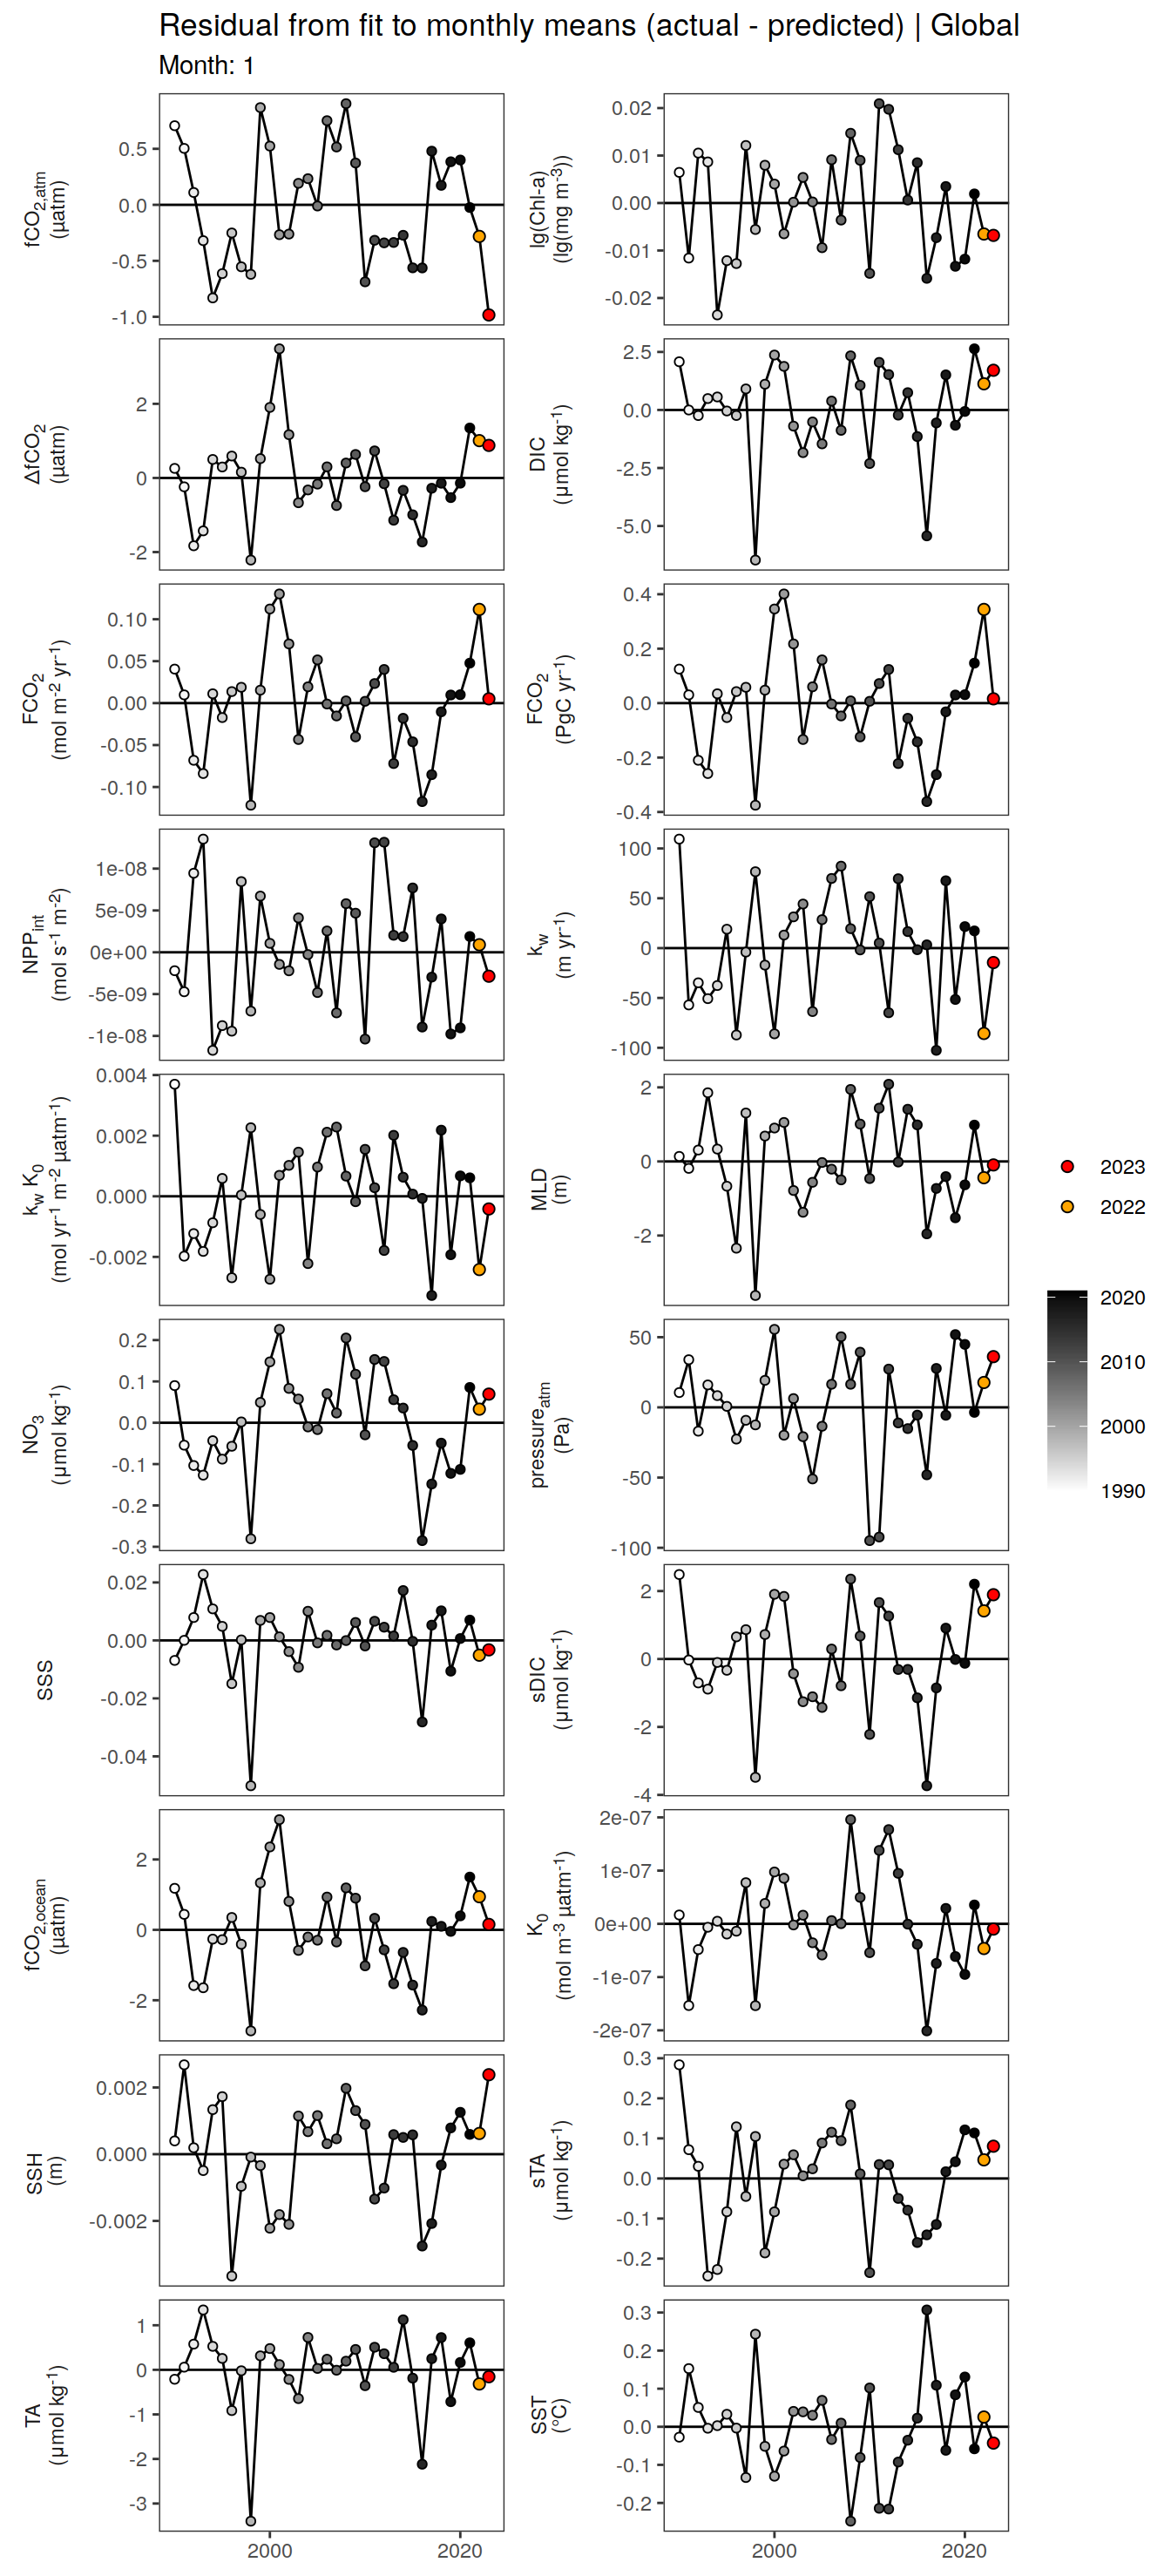 Residual from fit to monthly means (actual - predicted) | Global
Month: 1
fCO2,atm
(µatm)
0.5
0.0
-0.5
-1.0
lg(Chl-a)
(lg(mg m-3))
0.02
0.01
0.00
-0.01
-0.02
ΔfCO2
(µatm)
2
0
-2
DIC
(µmol kg-1)
2.5
0.0
-2.5
-5.0
FCO2
(mol m-2 yr-1)
0.10
0.05
0.00
-0.05
-0.10
FCO2
(PgC yr-1)
0.4
0.2
0.0
-0.2
-0.4
NPPint
(mol s-1 m-2)
1e-08
5e-09
0e+00
-5e-09
-1e-08
kw
(m yr-1)
100
50
0
-50
-100
kw K0
(mol yr-1 m-2 µatm-1)
0.004
0.002
0.000
-0.002
MLD
(m)
2
0
-2
NO3
(µmol kg-1)
0.2
0.1
0.0
-0.1
-0.2
-0.3
pressureatm
(Pa)
50
0
-50
-100
SSS
0.02
0.00
-0.02
-0.04
sDIC
(µmol kg-1)
2
0
-2
-4
fCO2,ocean
(µatm)
2
0
-2
K0
(mol m-3 µatm-1)
2e-07
1e-07
0e+00
-1e-07
-2e-07
SSH
(m)
0.002
0.000
-0.002
sTA
(µmol kg-1)
0.3
0.2
0.1
0.0
-0.1
-0.2
TA
(µmol kg-1)
1
0
-1
-2
-3
SST
(°C)
0.3
0.2
0.1
0.0
-0.1
-0.2
2000
2020
2000
2020
2023
2022
2020
2010
2000
1990